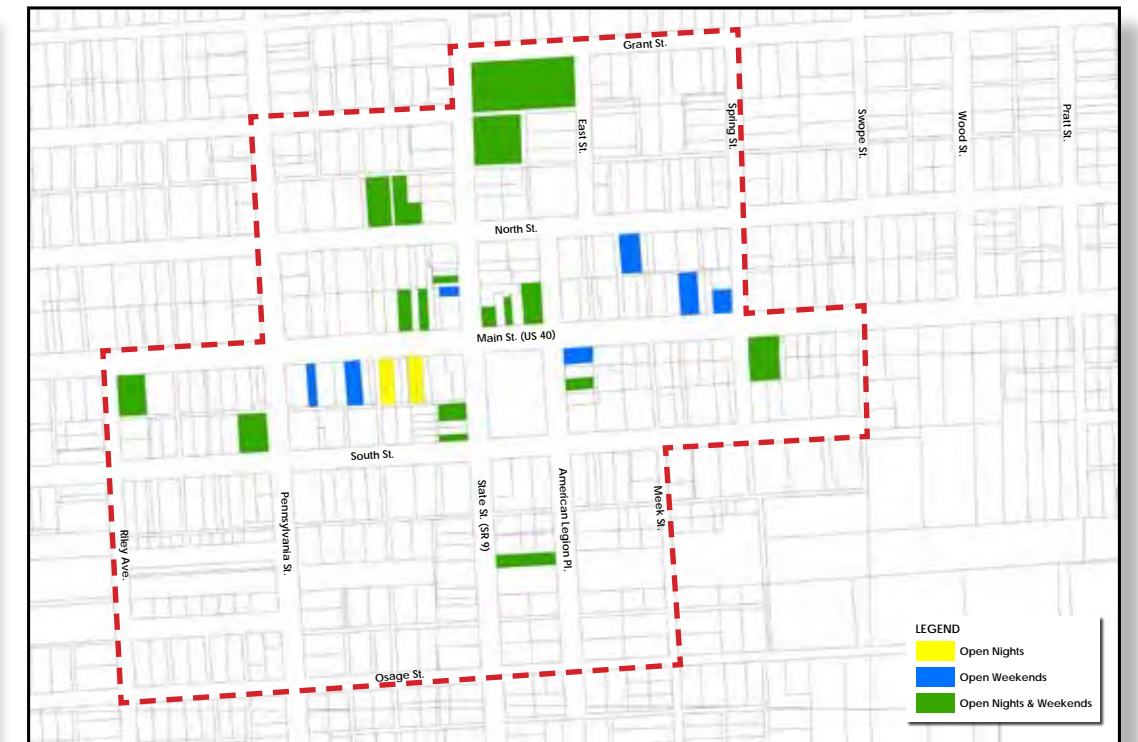 Grant St.
East St.
Spring St.
Swope St.
Wood St.
Pratt St.
North St.
Main St. (US 40)
South St.
Riley Ave.
Pennsylvania St.
State St. (SR 9)
American Legion Pl.
Meek St.
Osage St.
LEGEND
Open Nights
Open Weekends
Open Nights & Weekends